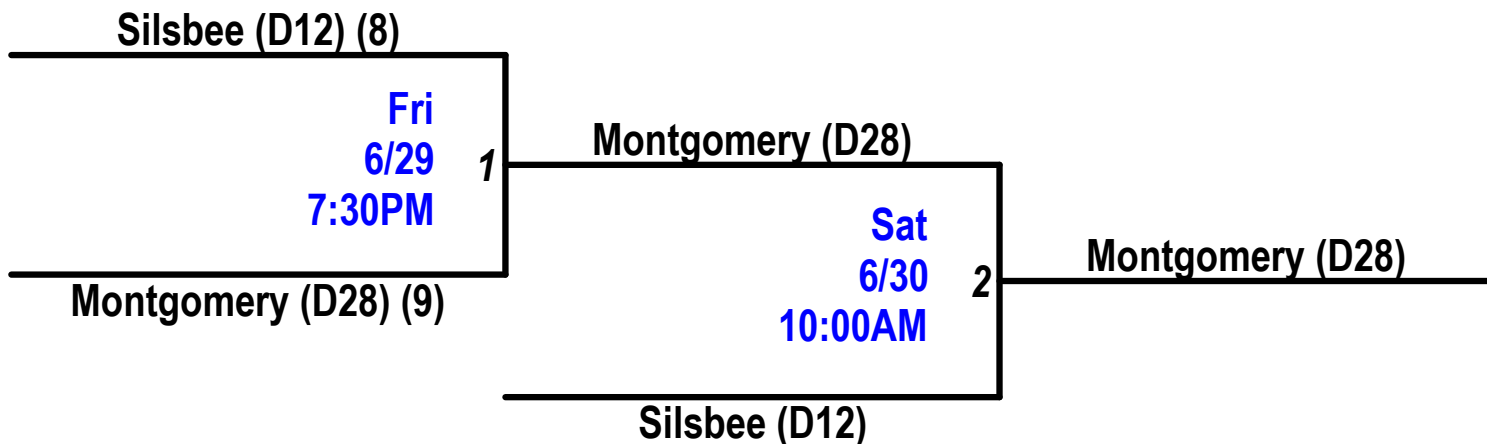 Silsbee (D12) (8)
Fri
6/29
7:30PM
1
Montgomery (D28) (9)
Montgomery (D28)
Sat
6/30
10:00AM
2
Silsbee (D12)
Montgomery (D28)